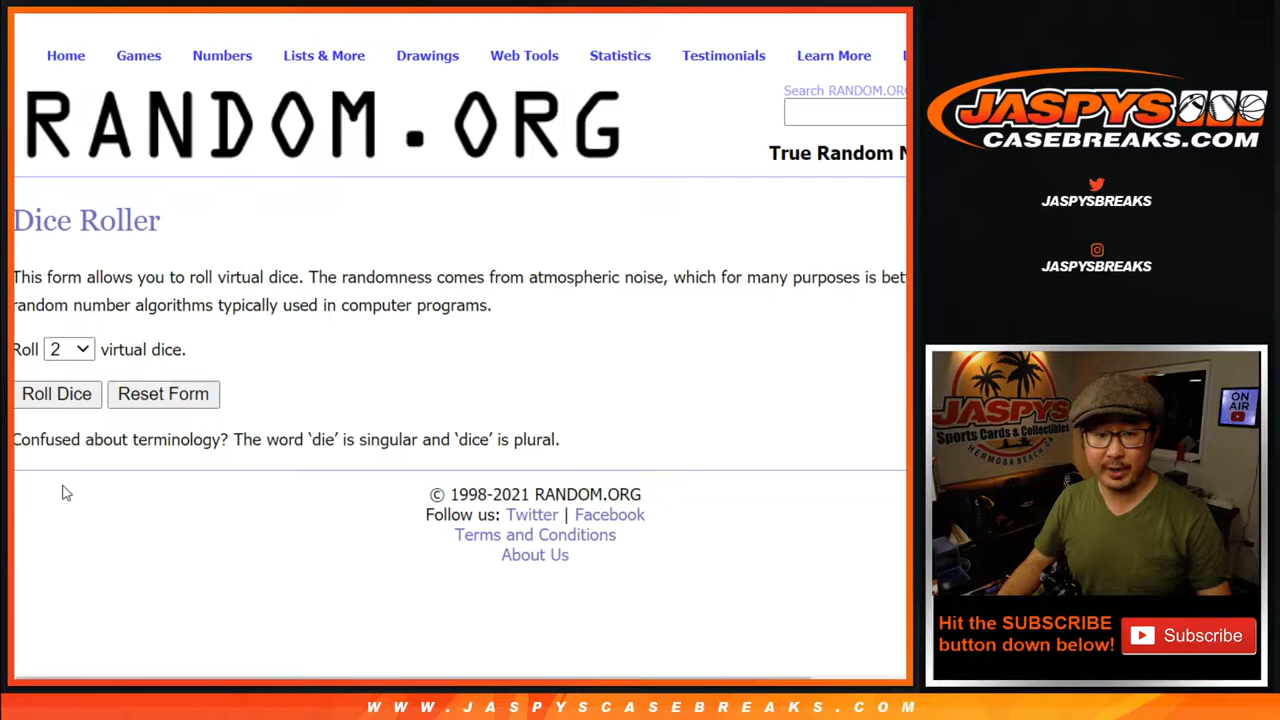 Home Games Numbers Lists & More Drawings Web Tools Statistics Testimonials Learn More
RANDOM.ORG
Search RANDOM.ORG
True Random N
Dice Roller
This form allows you to roll virtual dice. The randomness comes from atmospheric noise, which for many purposes is bet
random number algorithms typically used in computer programs.
Roll 2 virtual dice.
Roll Dice Reset Form
Confused about terminology? The word ‘die’ is singular and ‘dice’ is plural.
© 1998-2021 RANDOM.ORG
Follow us: Twitter | Facebook
Terms and Conditions
About Us
JASPYS
CASEBREAKS.COM
JASPYSBREAKS
JASPYSBREAKS
JASPYS
Sports Cards & Collectibles
HERMOSA BEACH
ON AIR
Hit the SUBSCRIBE
button down below!
Subscribe
WWW.JASPYSCASEBREAKS.COM